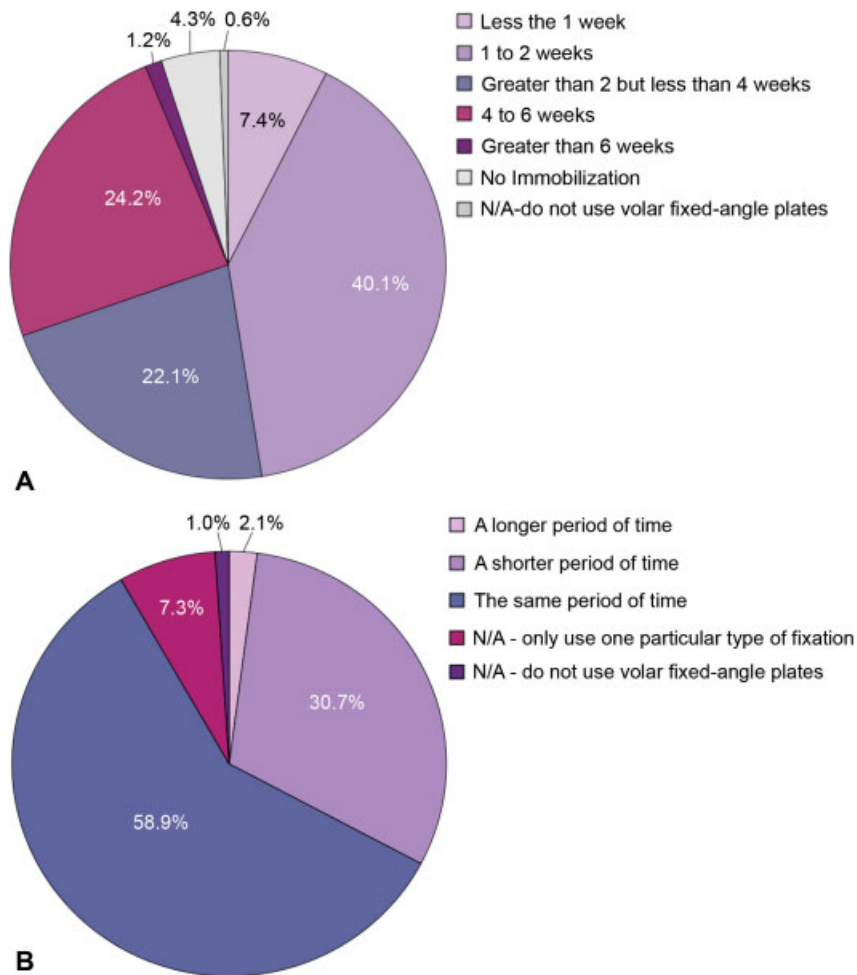 4.3%
0.6%
1.2%
7.4%
40.1%
22.1%
24.2%
Less the 1 week
1 to 2 weeks
Greater than 2 but less than 4 weeks
4 to 6 weeks
Greater than 6 weeks
No Immobilization
N/A-do not use volar fixed-angle plates
A
1.0%
2.1%
7.3%
30.7%
58.9%
A longer period of time
A shorter period of time
The same period of time
N/A - only use one particular type of fixation
N/A - do not use volar fixed-angle plates
B